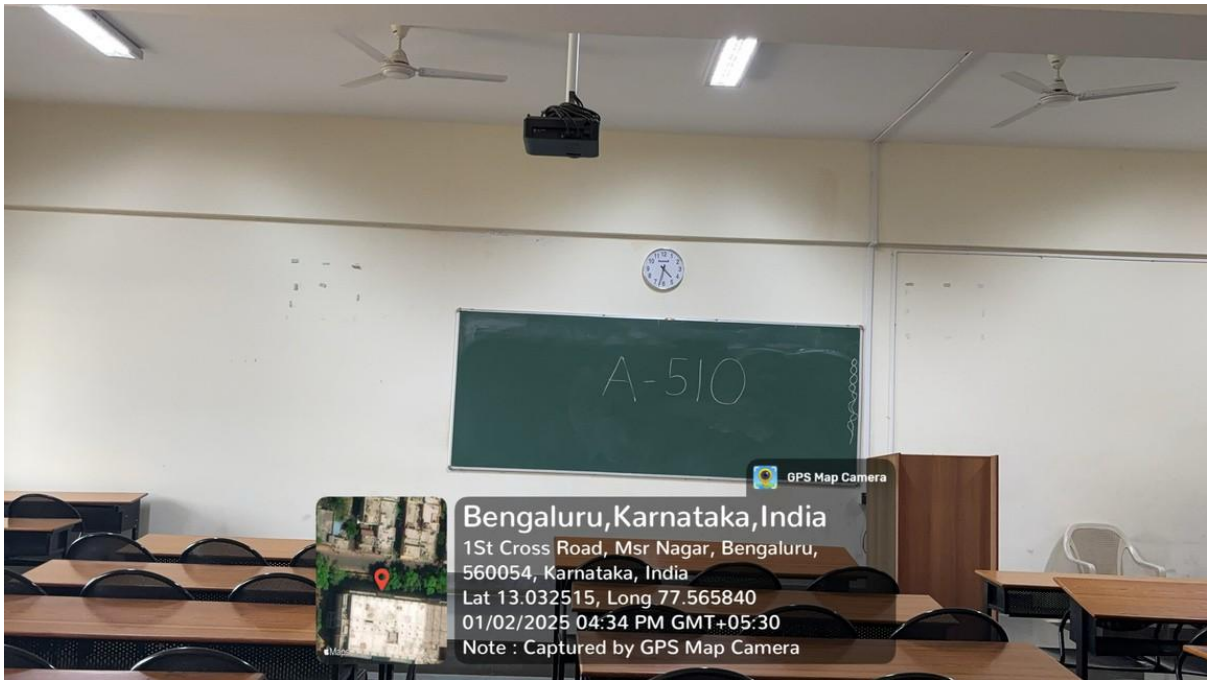 A-510
GPS Map Camera
Bengaluru,Karnataka,India
1St Cross Road, Msr Nagar, Bengaluru,
560054, Karnataka, India
Lat 13.032515, Long 77.565840
01/02/2025 04:34 PM GMT+05:30
Note : Captured by GPS Map Camera